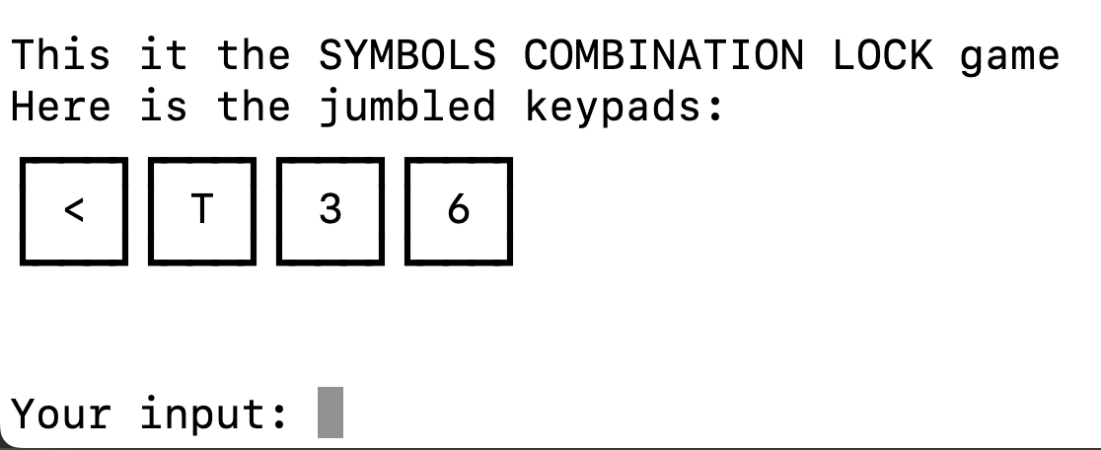 This it the SYMBOLS COMBINATION LOCK game
Here is the jumbled keypads:
< T 3 6
Your input: